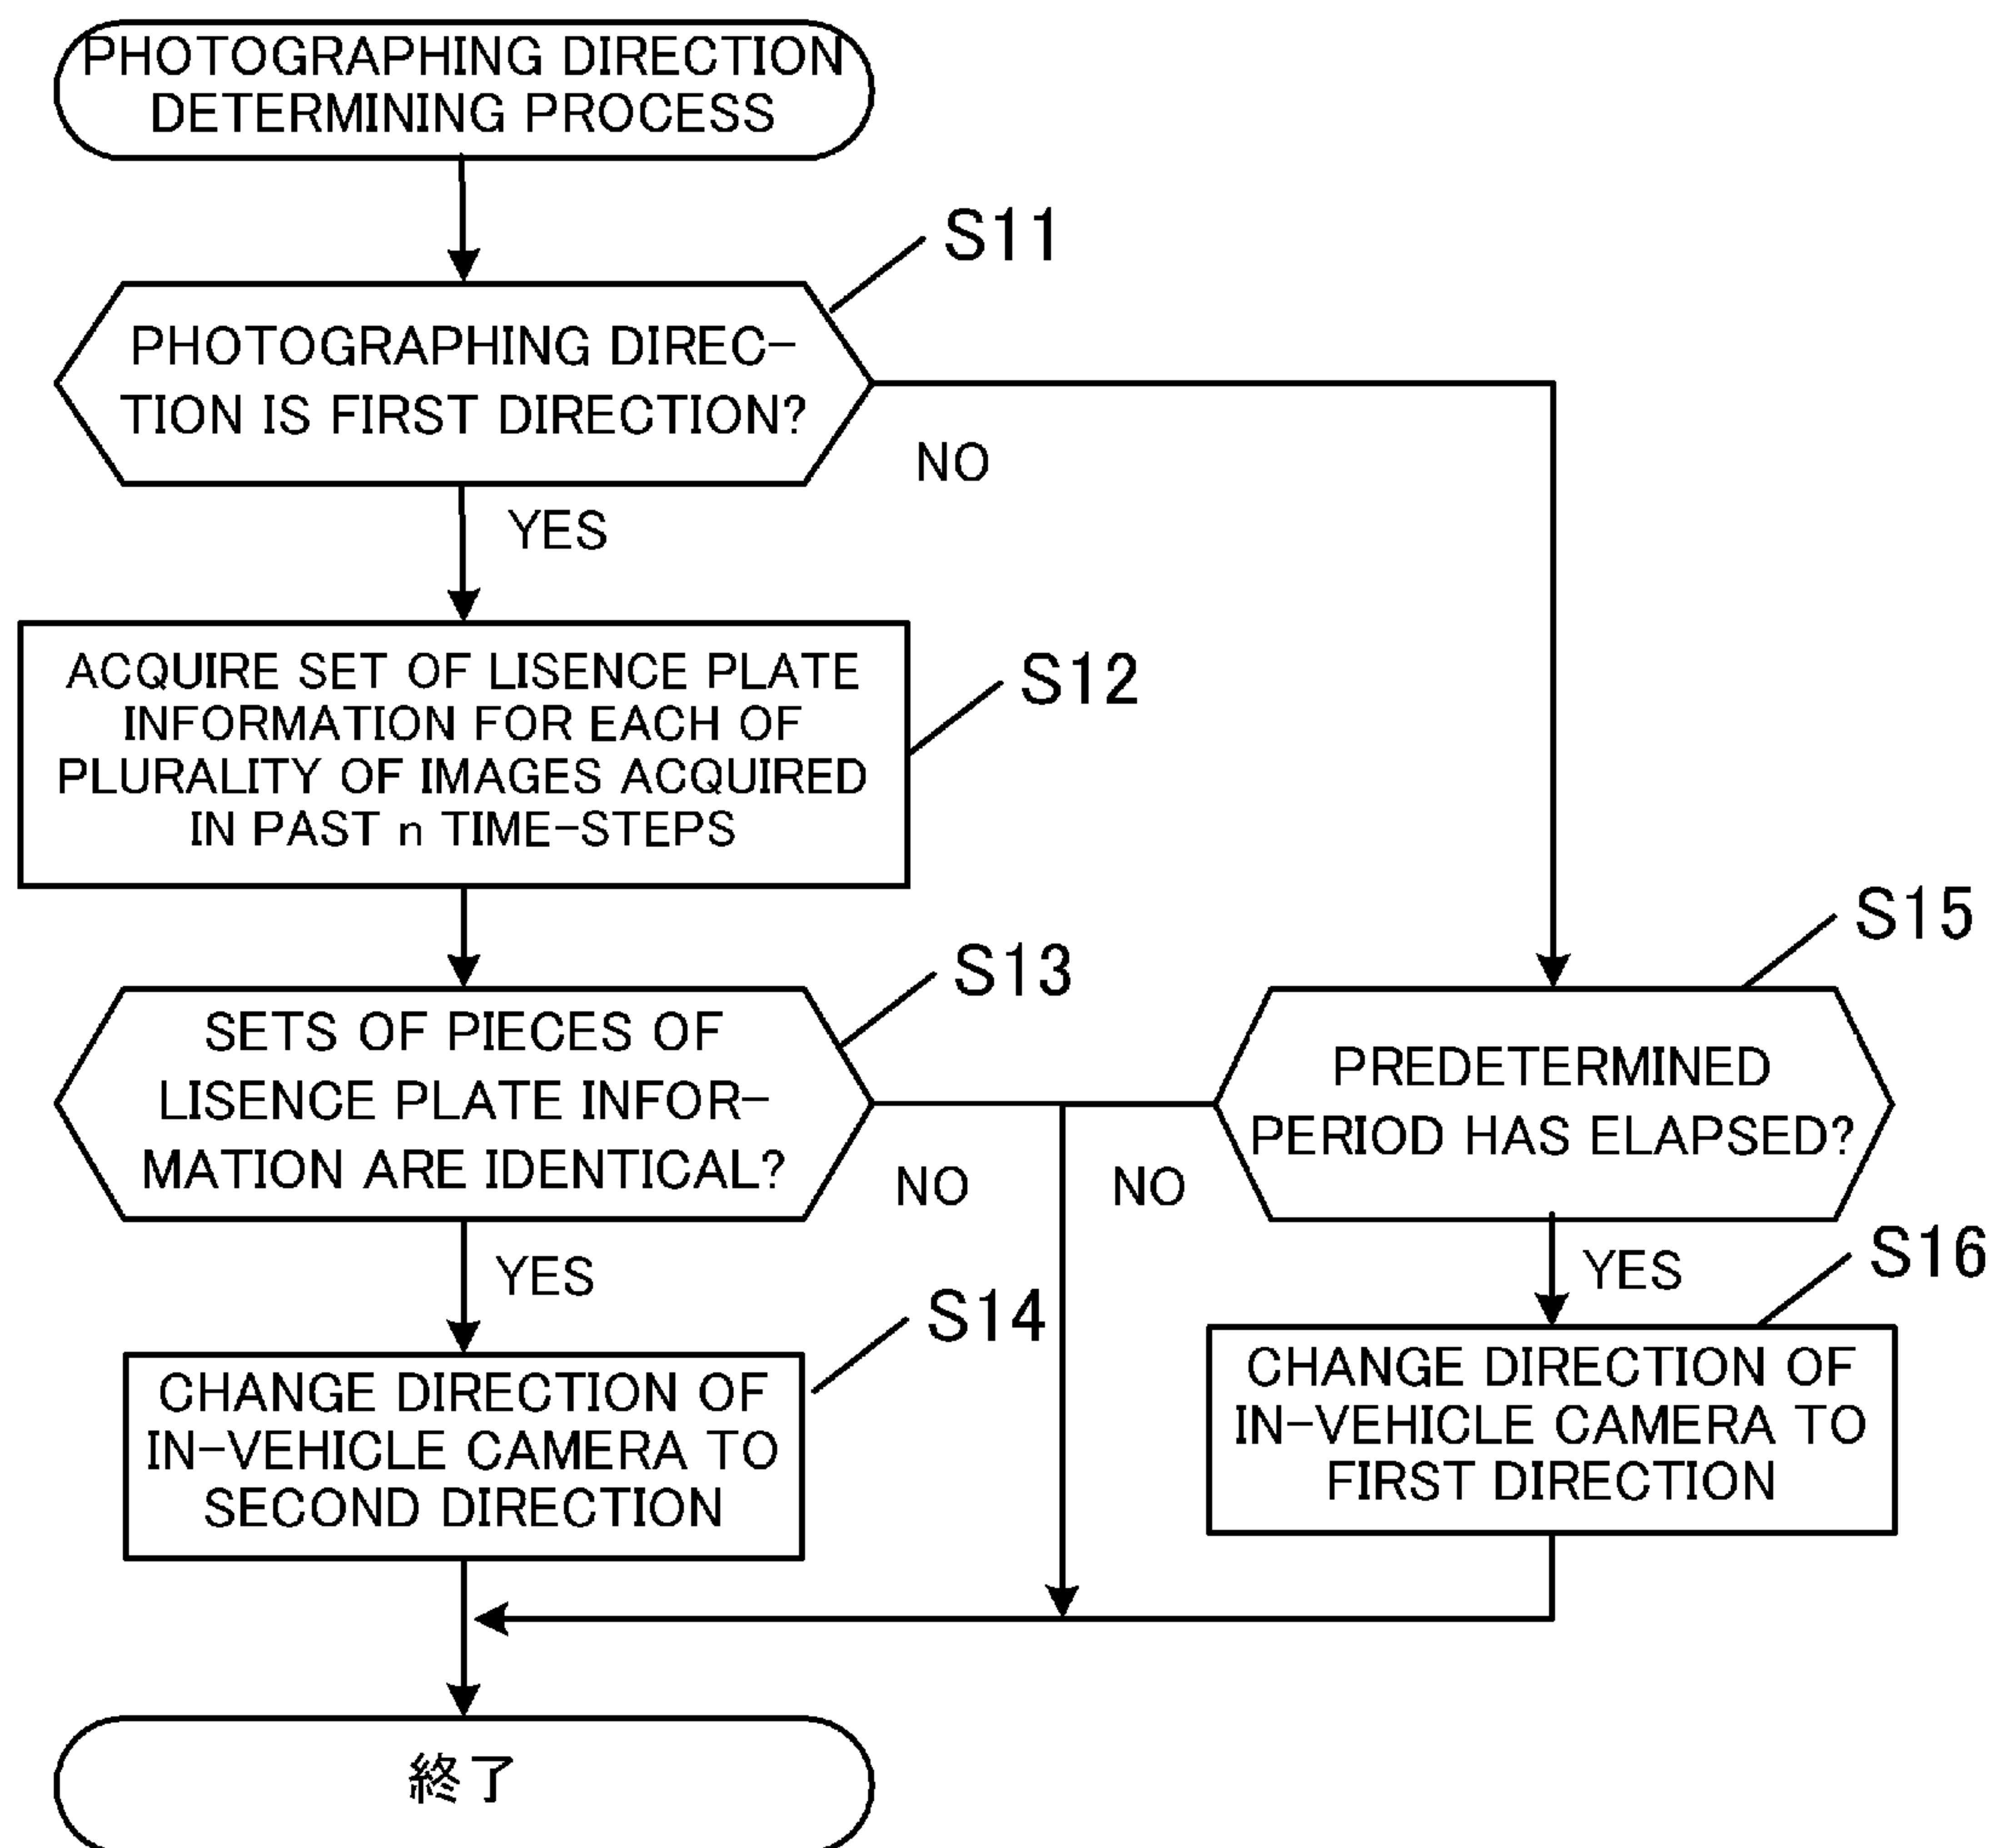 PHOTOGRAPHING DIRECTION
DETERMINING PROCESS
S11
PHOTOGRAPHING DIREC-
TION IS FIRST DIRECTION?
NO
YES
ACQUIRE SET OF LISENCE PLATE
INFORMATION FOR EACH OF
PLURALITY OF IMAGES ACQUIRED
IN PAST n TIME-STEPS
S12
S13
SETS OF PIECES OF
LISENCE PLATE INFOR-
MATION ARE IDENTICAL?
NO
YES
S14
CHANGE DIRECTION OF
IN-VEHICLE CAMERA TO
SECOND DIRECTION
S15
PREDETERMINED
PERIOD HAS ELAPSED?
NO
YES
S16
CHANGE DIRECTION OF
IN-VEHICLE CAMERA TO
FIRST DIRECTION
終了